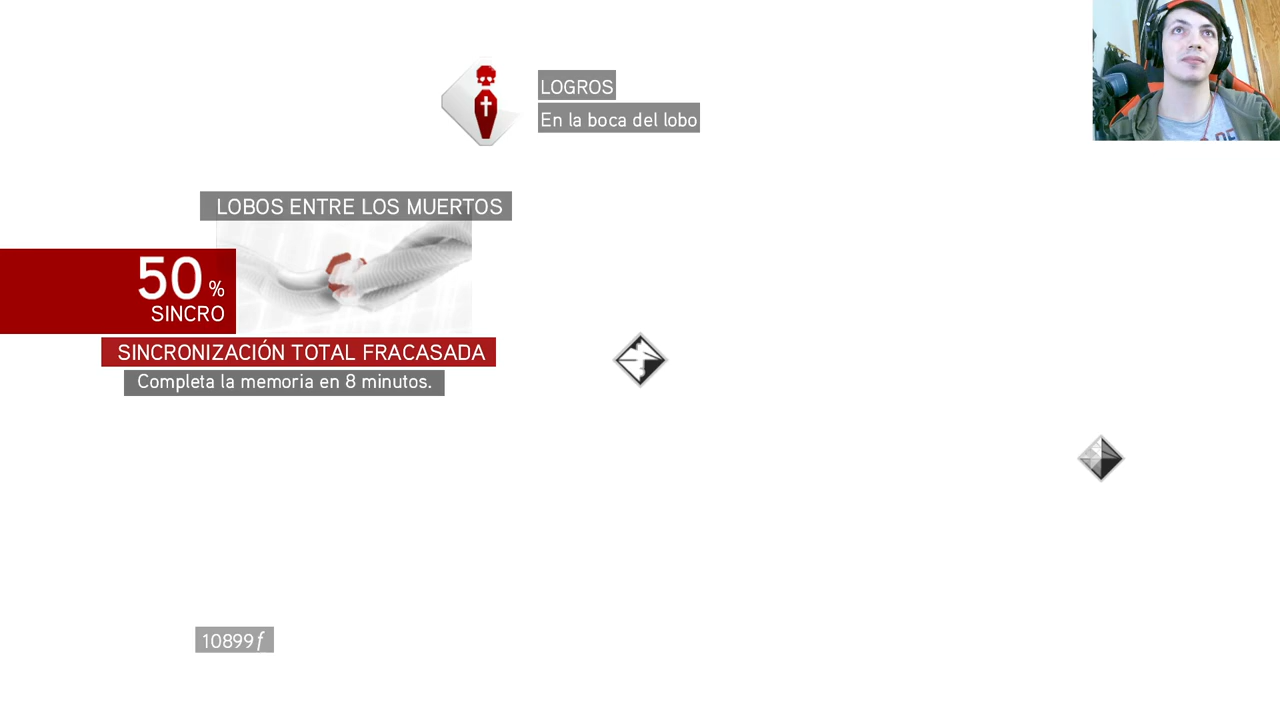 LOGROS
En la boca del lobo
LOBOS ENTRE LOS MUERTOS
50 %
SINCRO
SINCRONIZACIÓN TOTAL FRACASADA
Completa la memoria en 8 minutos.
10899 ƒ